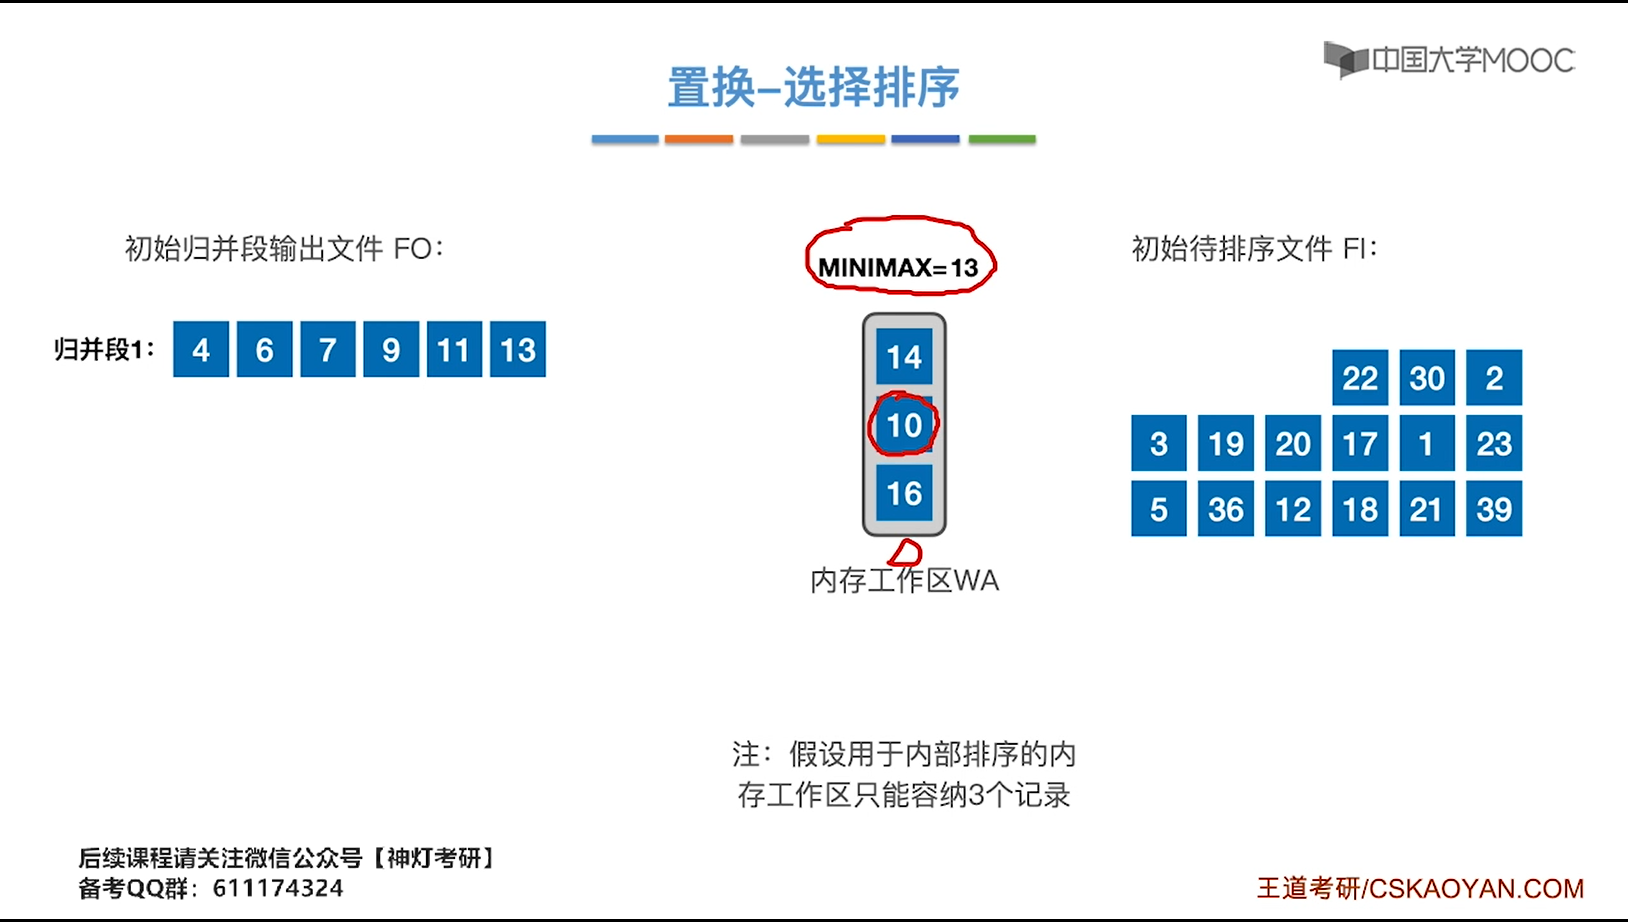 中国大学MOOC
置换–选择排序
初始归并段输出文件 FO：
MINIMAX=13
初始待排序文件 FI：
归并段1：
4 6 7 9 11 13
14
10
16
22 30 2
3 19 20 17 1 23
5 36 12 18 21 39
内存工作区WA
注：假设用于内部排序的内
存工作区只能容纳3个记录
后续课程请关注微信公众号【神灯考研】
备考QQ群：611174324
王道考研/CSKAOYAN.COM